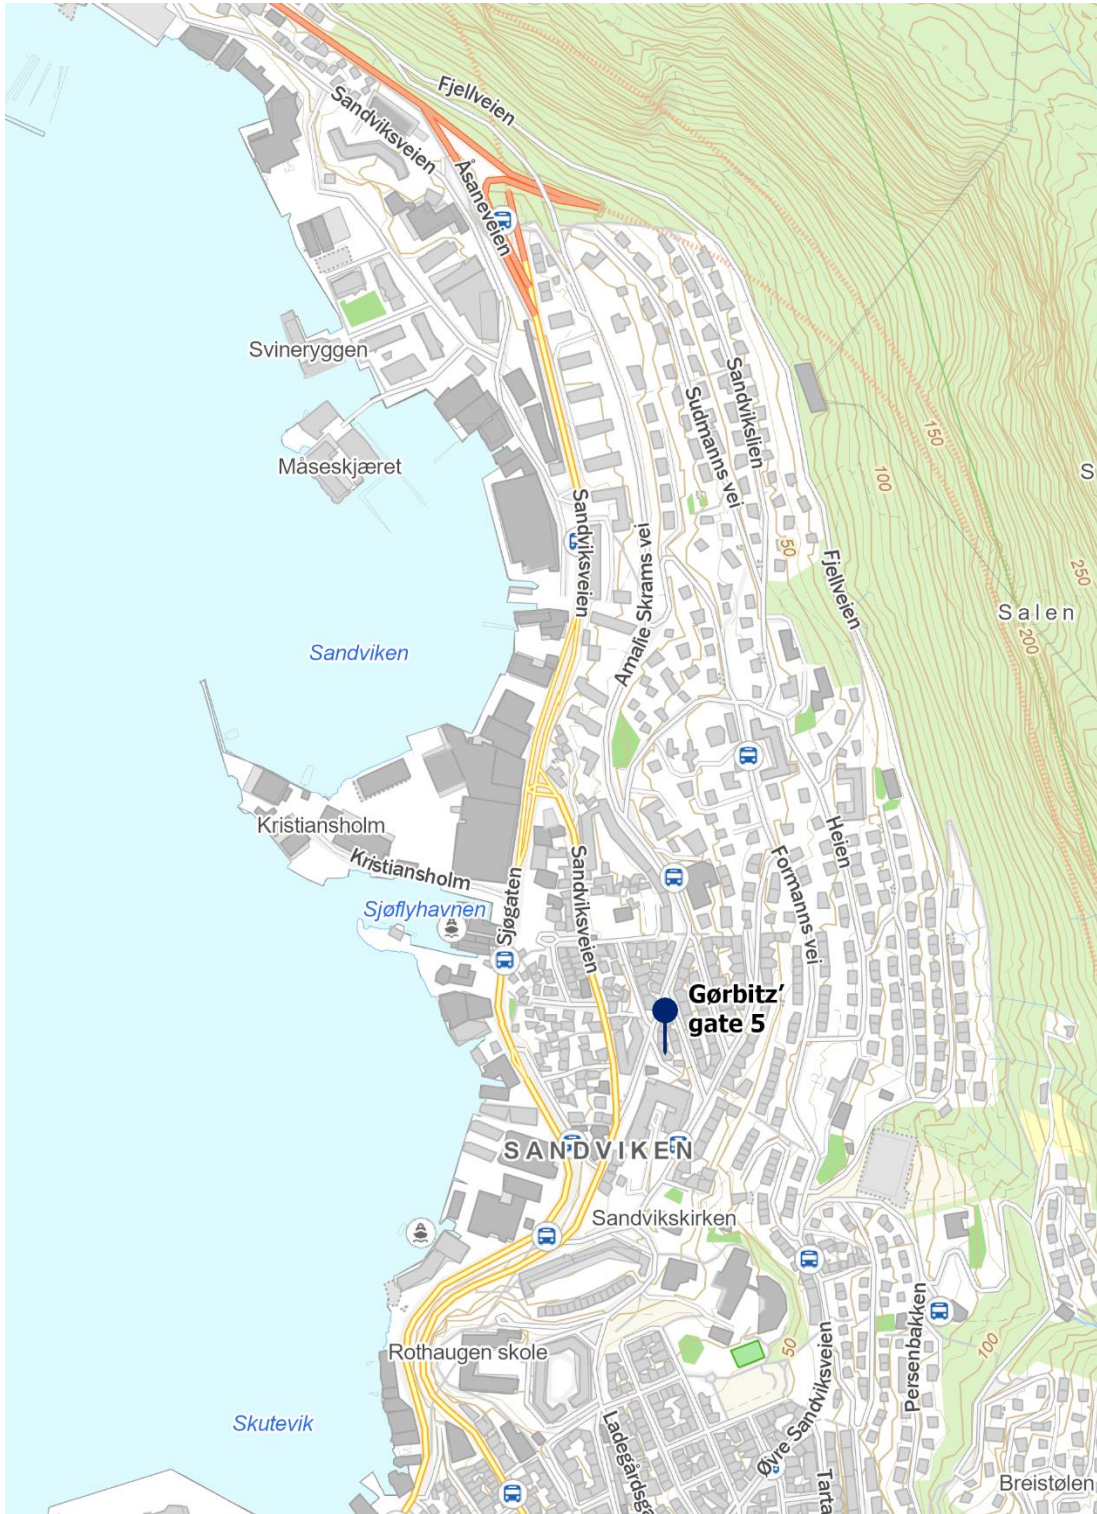 Fjellveien
Sandviksveien
Åsaneveien
Svineryggen
Sandvikslien
Sudmanns vei
Måseskjæret
150
100
S
Sandviksveien
50
Amalie Skrams vei
Fjellveien
250
Salen
200
Sandviken
Kristiansholm
Heien
Kristiansholm
Sandviksveien
Formanns vei
Sjøgaten
Sjøflyhavnen
Gørbitz’
gate 5
SANDVIKEN
Sandvikskirken
Persenbakken
50
100
Rothaugen skole
Øvre Sandviksveien
Skutevik
Ladegårdsga
Tarta
Breistølen